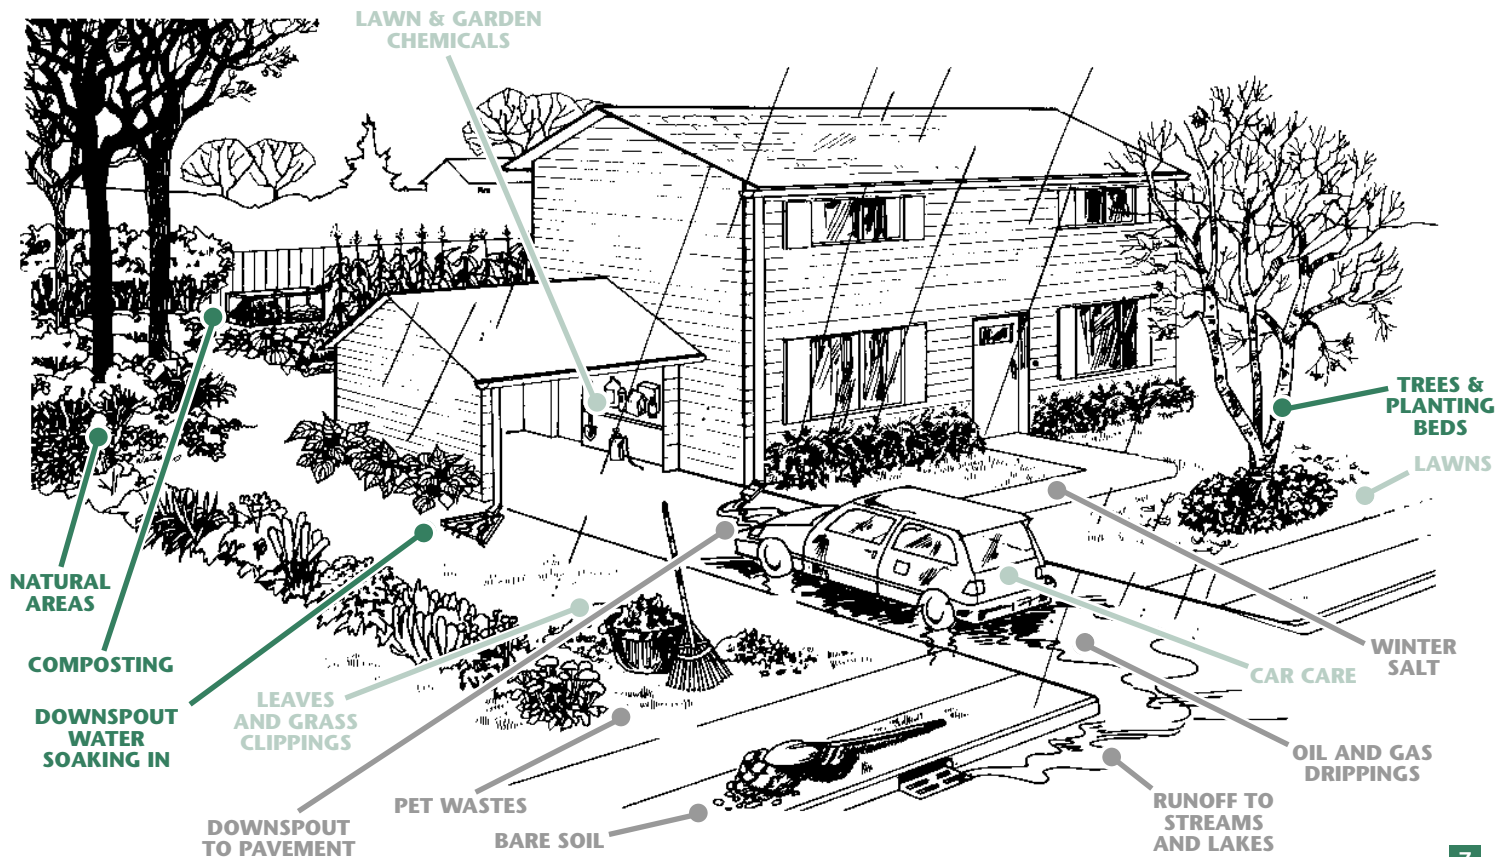 LAWN & GARDEN
CHEMICALS
TREES &
PLANTING
BEDS
LAWNS
NATURAL
AREAS
COMPOSTING
DOWNSPOUT
WATER
SOAKING IN
LEAVES
AND GRASS
CLIPPINGS
WINTER
SALT
CAR CARE
OIL AND GAS
DRIPPINGS
PET WASTES
RUNOFF TO
STREAMS
AND LAKES
DOWNSPOUT
TO PAVEMENT
BARE SOIL
7